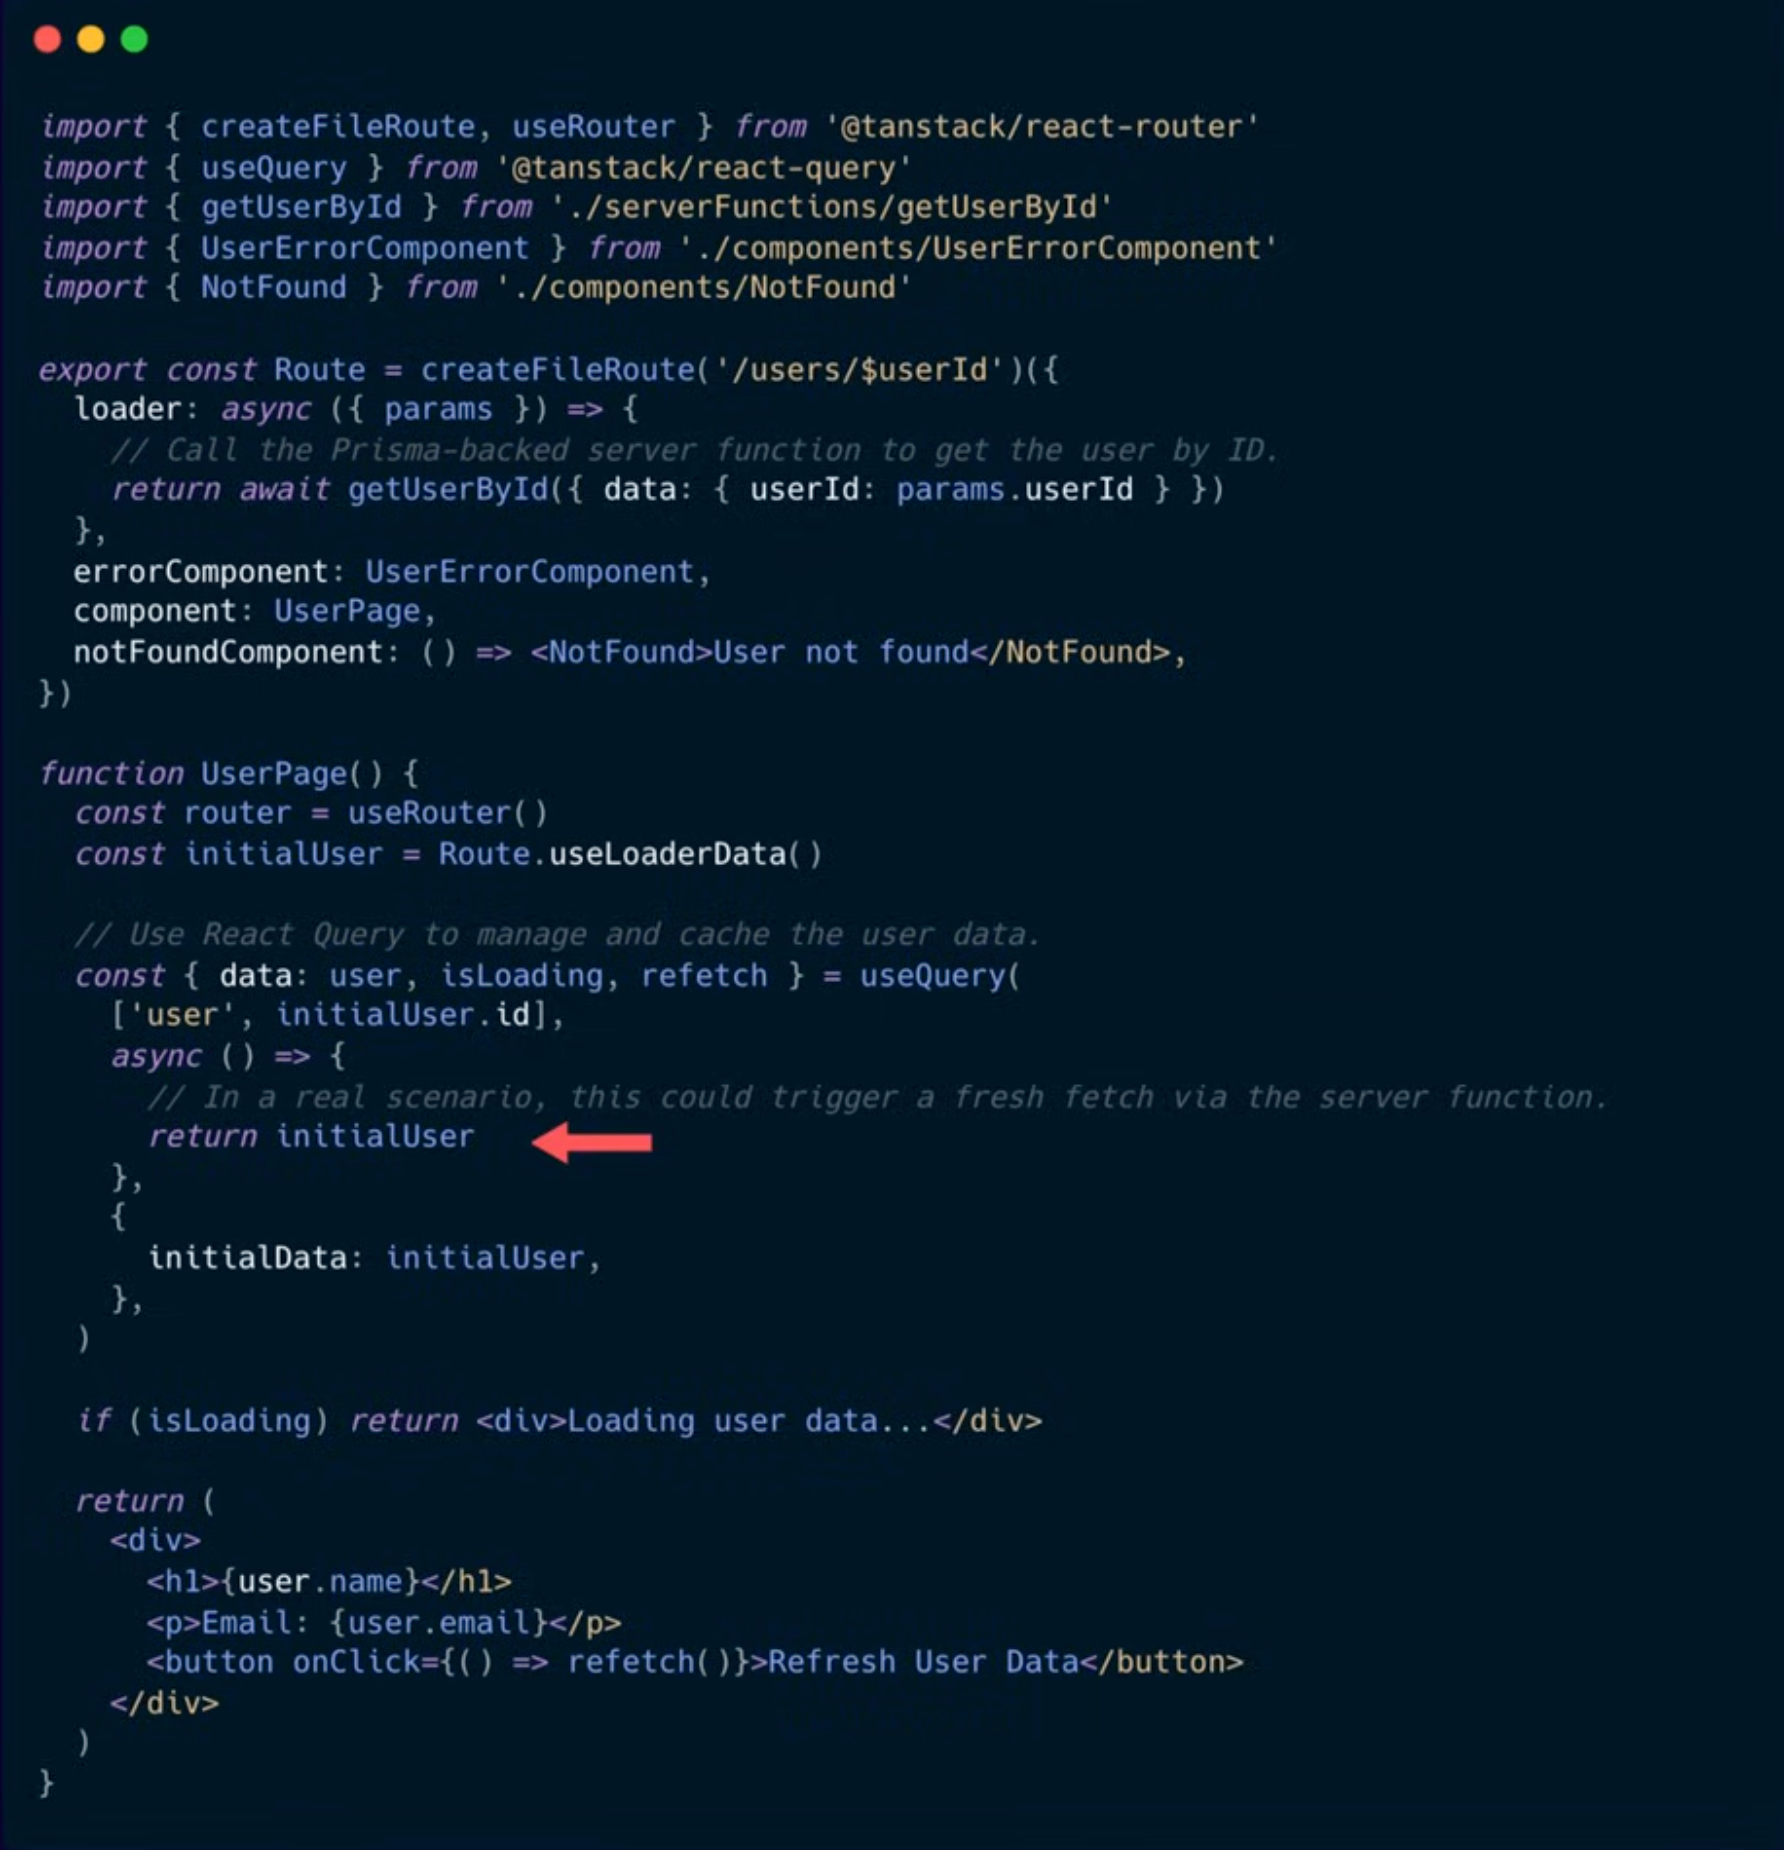 import { createFileRoute, useRouter } from '@tanstack/react-router'
import { useQuery } from '@tanstack/react-query'
import { getUserById } from './serverFunctions/getUserById'
import { UserErrorComponent } from './components/UserErrorComponent'
import { NotFound } from './components/NotFound'

export const Route = createFileRoute('/users/$userId')({
  loader: async ({ params }) => {
    // Call the Prisma-backed server function to get the user by ID.
    return await getUserById({ data: { userId: params.userId } })
  },
  errorComponent: UserErrorComponent,
  component: UserPage,
  notFoundComponent: () => <NotFound>User not found</NotFound>,
})

function UserPage() {
  const router = useRouter()
  const initialUser = Route.useLoaderData()

  // Use React Query to manage and cache the user data.
  const { data: user, isLoading, refetch } = useQuery(
    ['user', initialUser.id],
    async () => {
      // In a real scenario, this could trigger a fresh fetch via the server function.
      return initialUser
    },
    {
      initialData: initialUser,
    },
  )

  if (isLoading) return <div>Loading user data...</div>

  return (
    <div>
      <h1>{user.name}</h1>
      <p>Email: {user.email}</p>
      <button onClick={() => refetch()}>Refresh User Data</button>
    </div>
  )
}